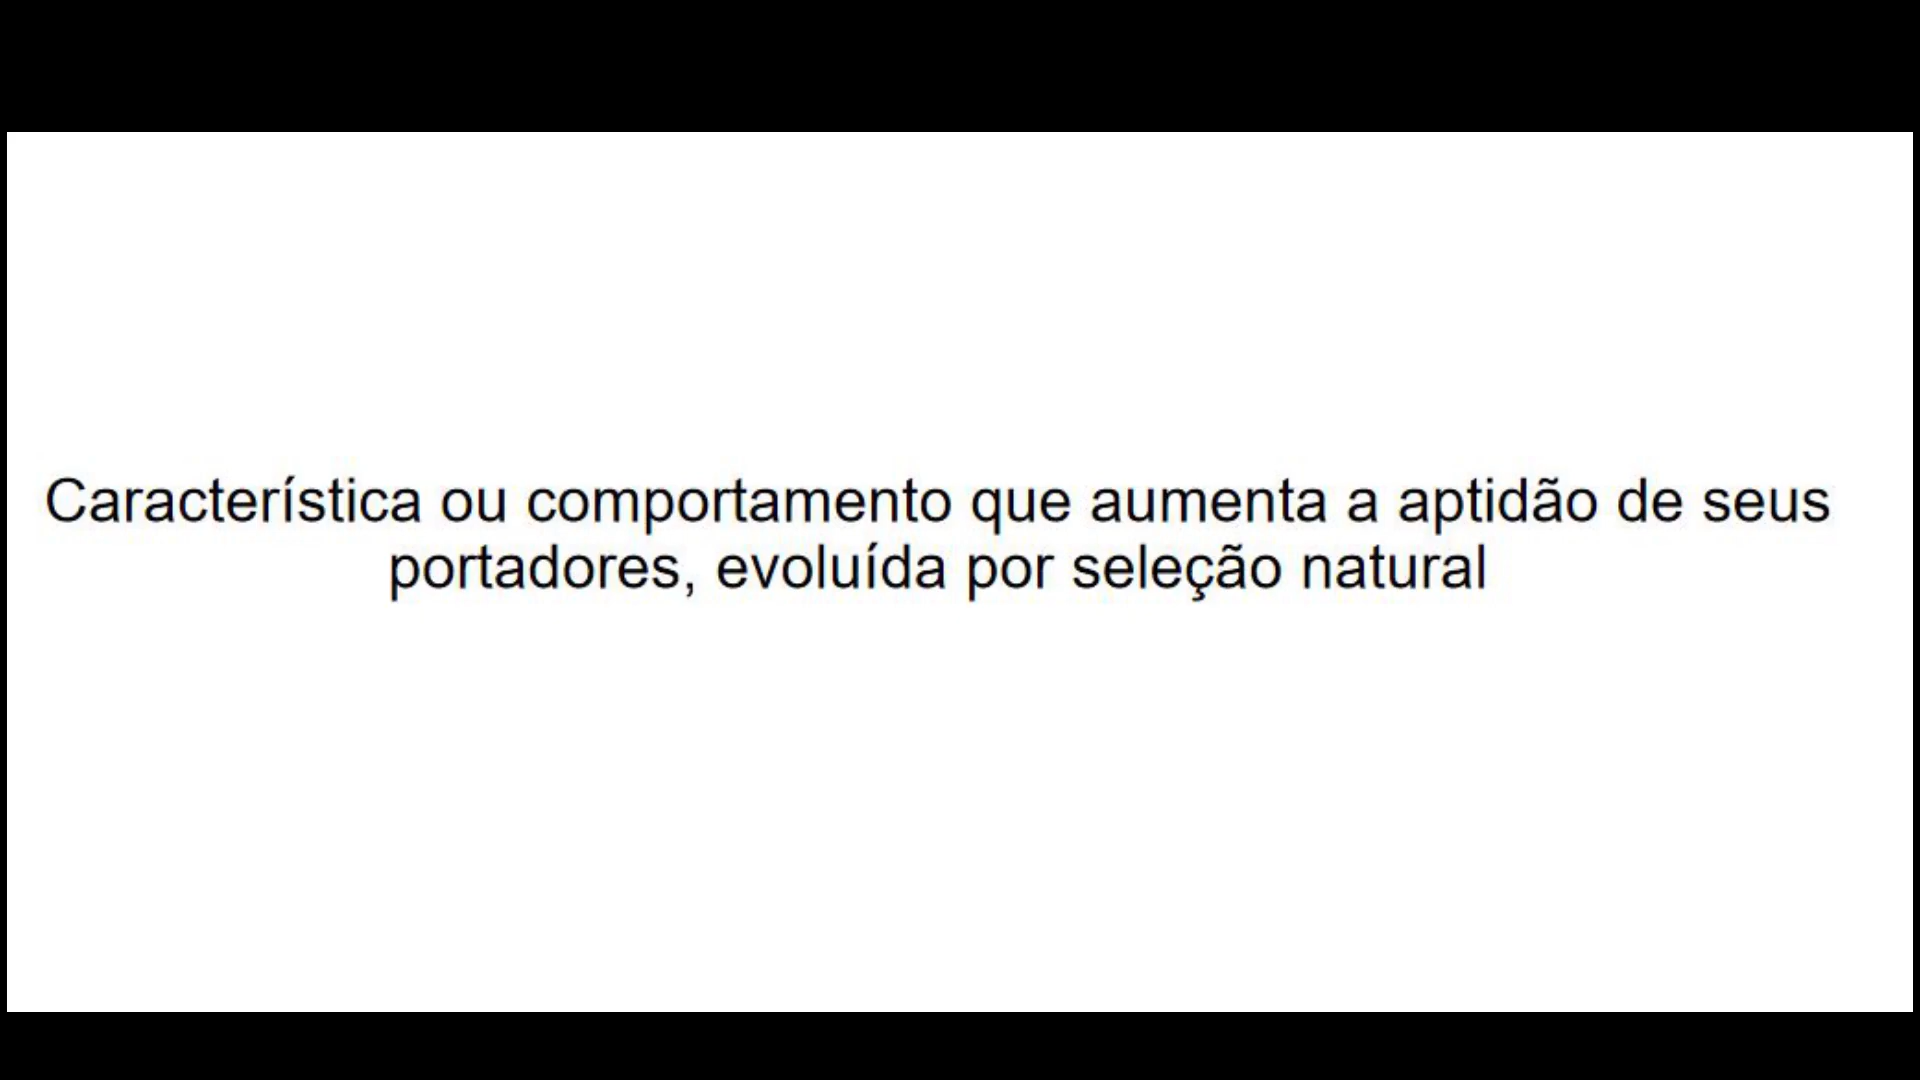 Característica ou comportamento que aumenta a aptidão de seus
portadores, evoluída por seleção natural